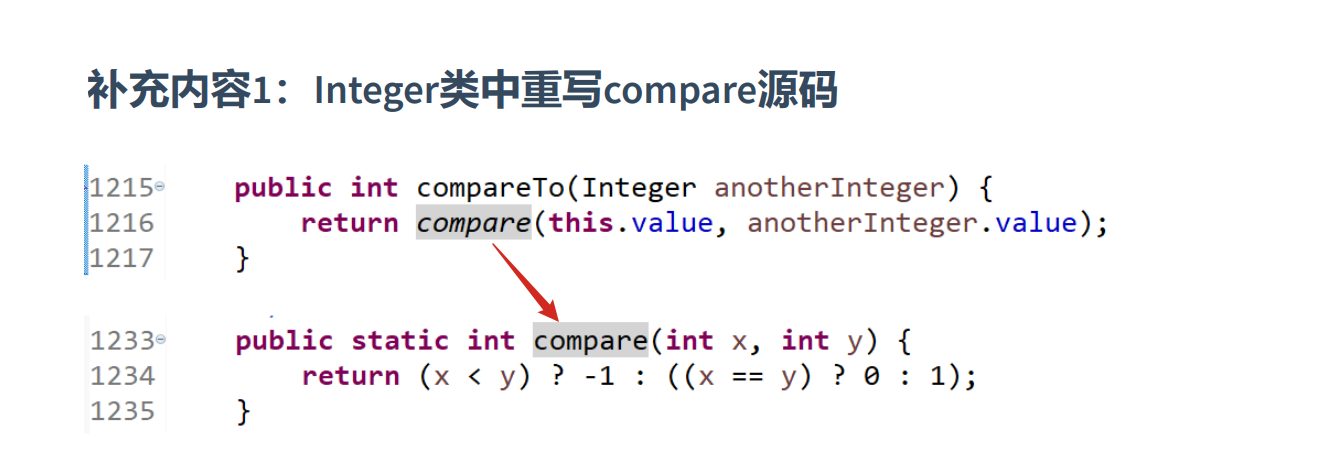 补充内容1：Integer类中重写compare源码
1215 public int compareTo(Integer anotherInteger) {
1216 return compare(this.value, anotherInteger.value);
1217 }
1233 public static int compare(int x, int y) {
1234 return (x < y) ? -1 : ((x == y) ? 0 : 1);
1235 }